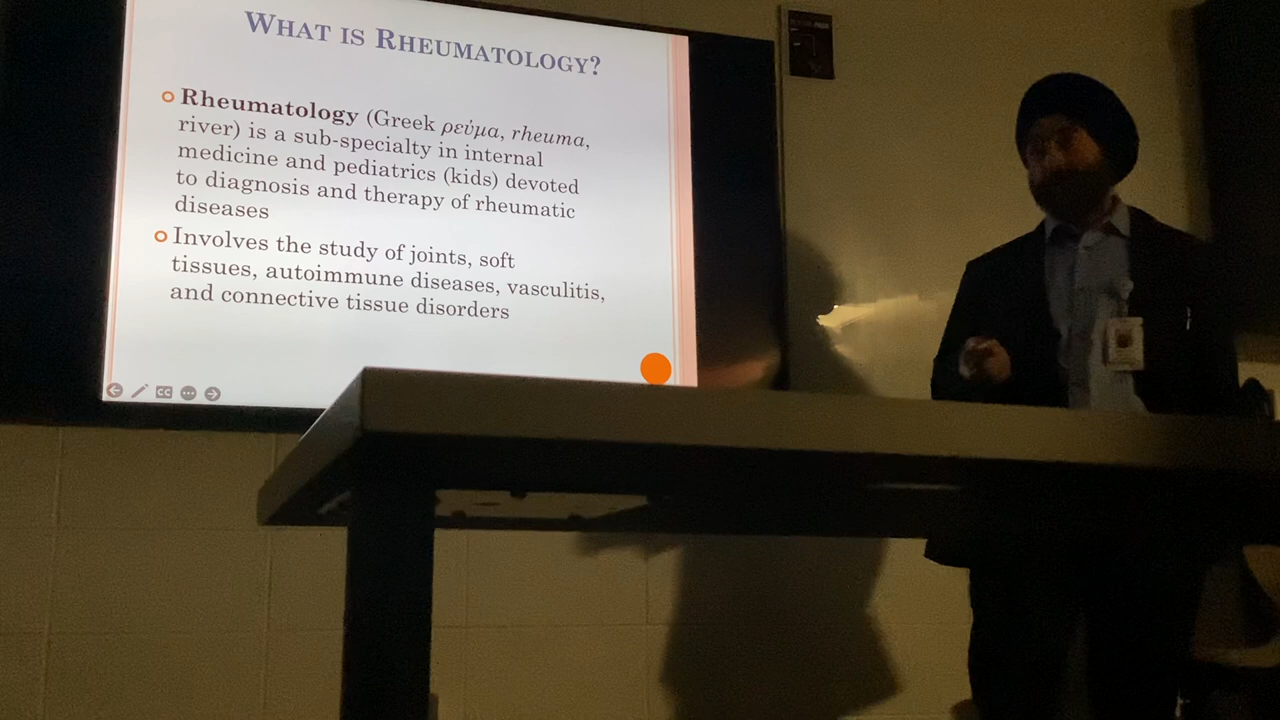 WHAT IS RHEUMATOLOGY?
Rheumatology (Greek ρεύμα, rheuma,
river) is a sub-specialty in internal
medicine and pediatrics (kids) devoted
to diagnosis and therapy of rheumatic
diseases
Involves the study of joints, soft
tissues, autoimmune diseases, vasculitis,
and connective tissue disorders
CC